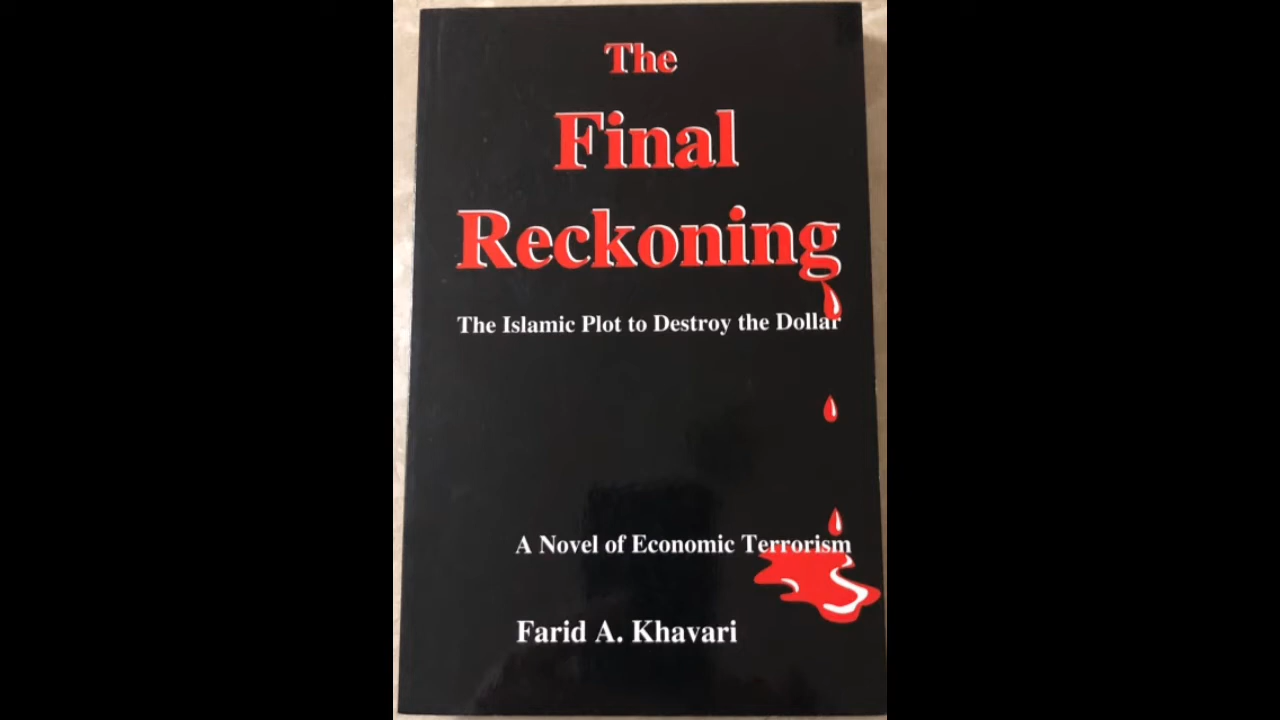 The
Final
Reckoning
The Islamic Plot to Destroy the Dollar
A Novel of Economic Terrorism
Farid A. Khavari